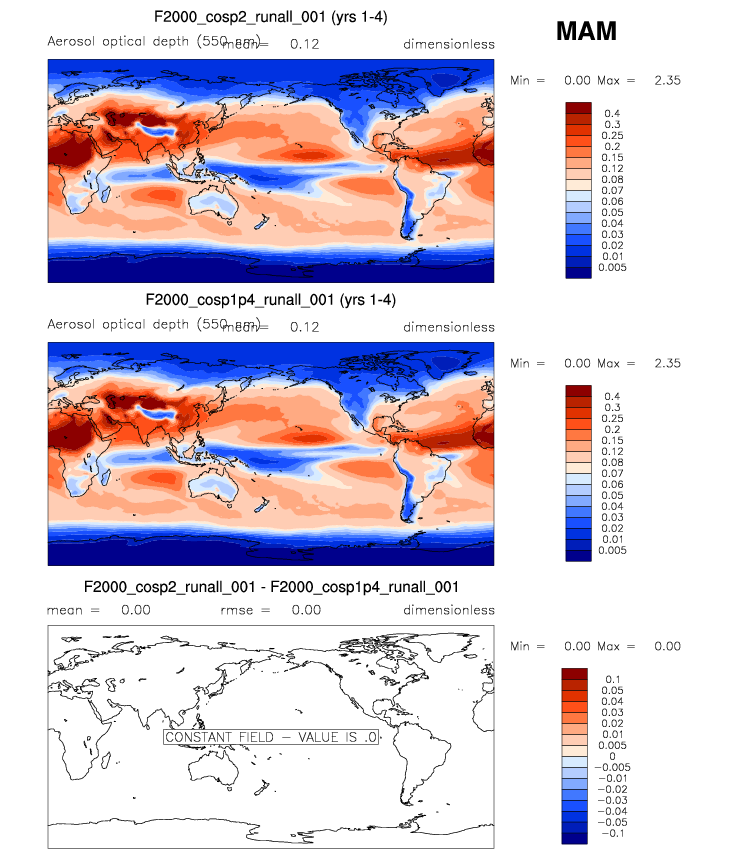 F2000_cosp2_runall_001 (yrs 1-4)
MAM
Aerosol optical depth (550 nm)
mean= 0.12
dimensionless
Min = 0.00 Max = 2.35
0.4
0.3
0.25
0.2
0.15
0.12
0.08
0.07
0.06
0.05
0.04
0.03
0.02
0.01
0.005
F2000_cosp1p4_runall_001 (yrs 1-4)
Aerosol optical depth (550 nm)
mean= 0.12
dimensionless
Min = 0.00 Max = 2.35
0.4
0.3
0.25
0.2
0.15
0.12
0.08
0.07
0.06
0.05
0.04
0.03
0.02
0.01
0.005
F2000_cosp2_runall_001 - F2000_cosp1p4_runall_001
mean = 0.00
rmse = 0.00
dimensionless
Min = 0.00 Max = 0.00
0.1
0.05
0.04
0.03
0.02
0.01
0.005
0
−0.005
−0.01
−0.02
−0.03
−0.04
−0.05
−0.1
CONSTANT FIELD − VALUE IS .0